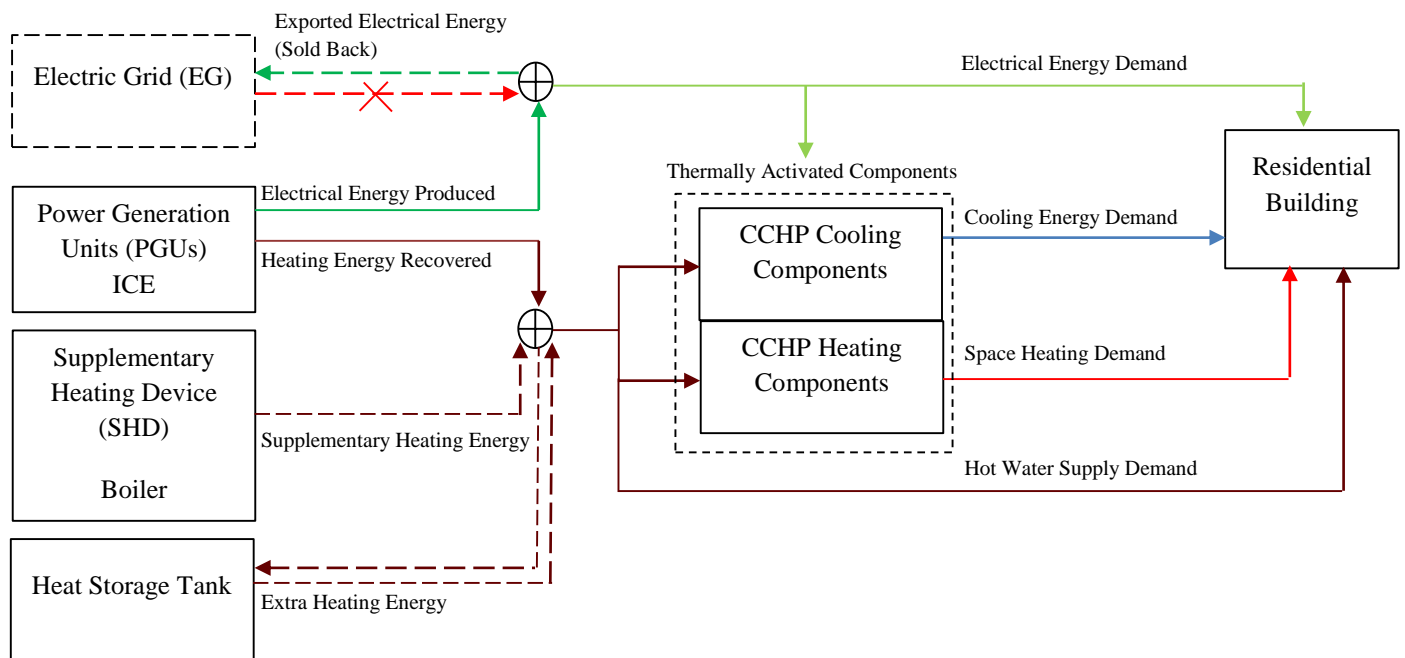 Exported Electrical Energy
(Sold Back)
Electric Grid (EG)
Electrical Energy Demand
Thermally Activated Components
Residential
Building
Power Generation
Units (PGUs)
ICE
Electrical Energy Produced
Heating Energy Recovered
CCHP Cooling
Components
Cooling Energy Demand
Supplementary
Heating Device
(SHD)
Boiler
Supplementary Heating Energy
CCHP Heating
Components
Space Heating Demand
Hot Water Supply Demand
Heat Storage Tank
Extra Heating Energy